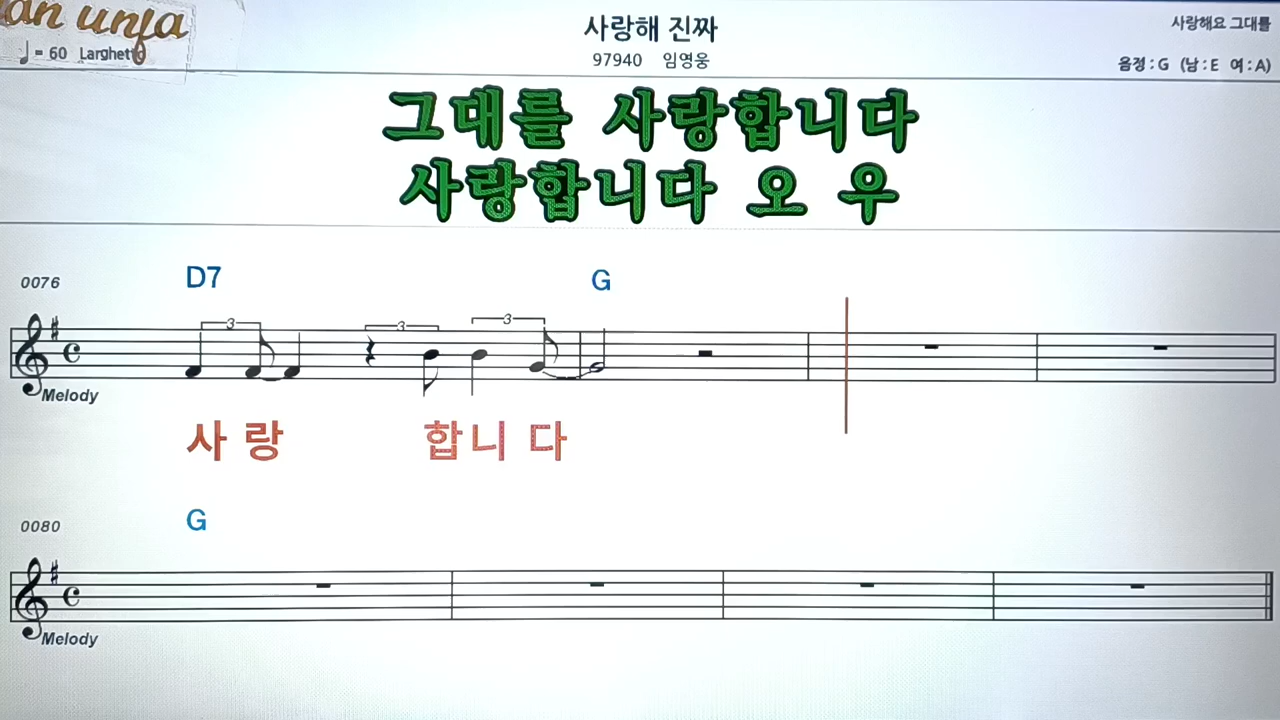 an unja
♩ = 60 Larghetto
사랑해 진짜
97940 임영웅
사랑해요 그대를
음정 : G (남 : E 여 : A)
그대를 사랑합니다
사랑합니다 오 우
0076 D7 G
3 3 3
Melody
사 랑 합니 다
0080 G
Melody